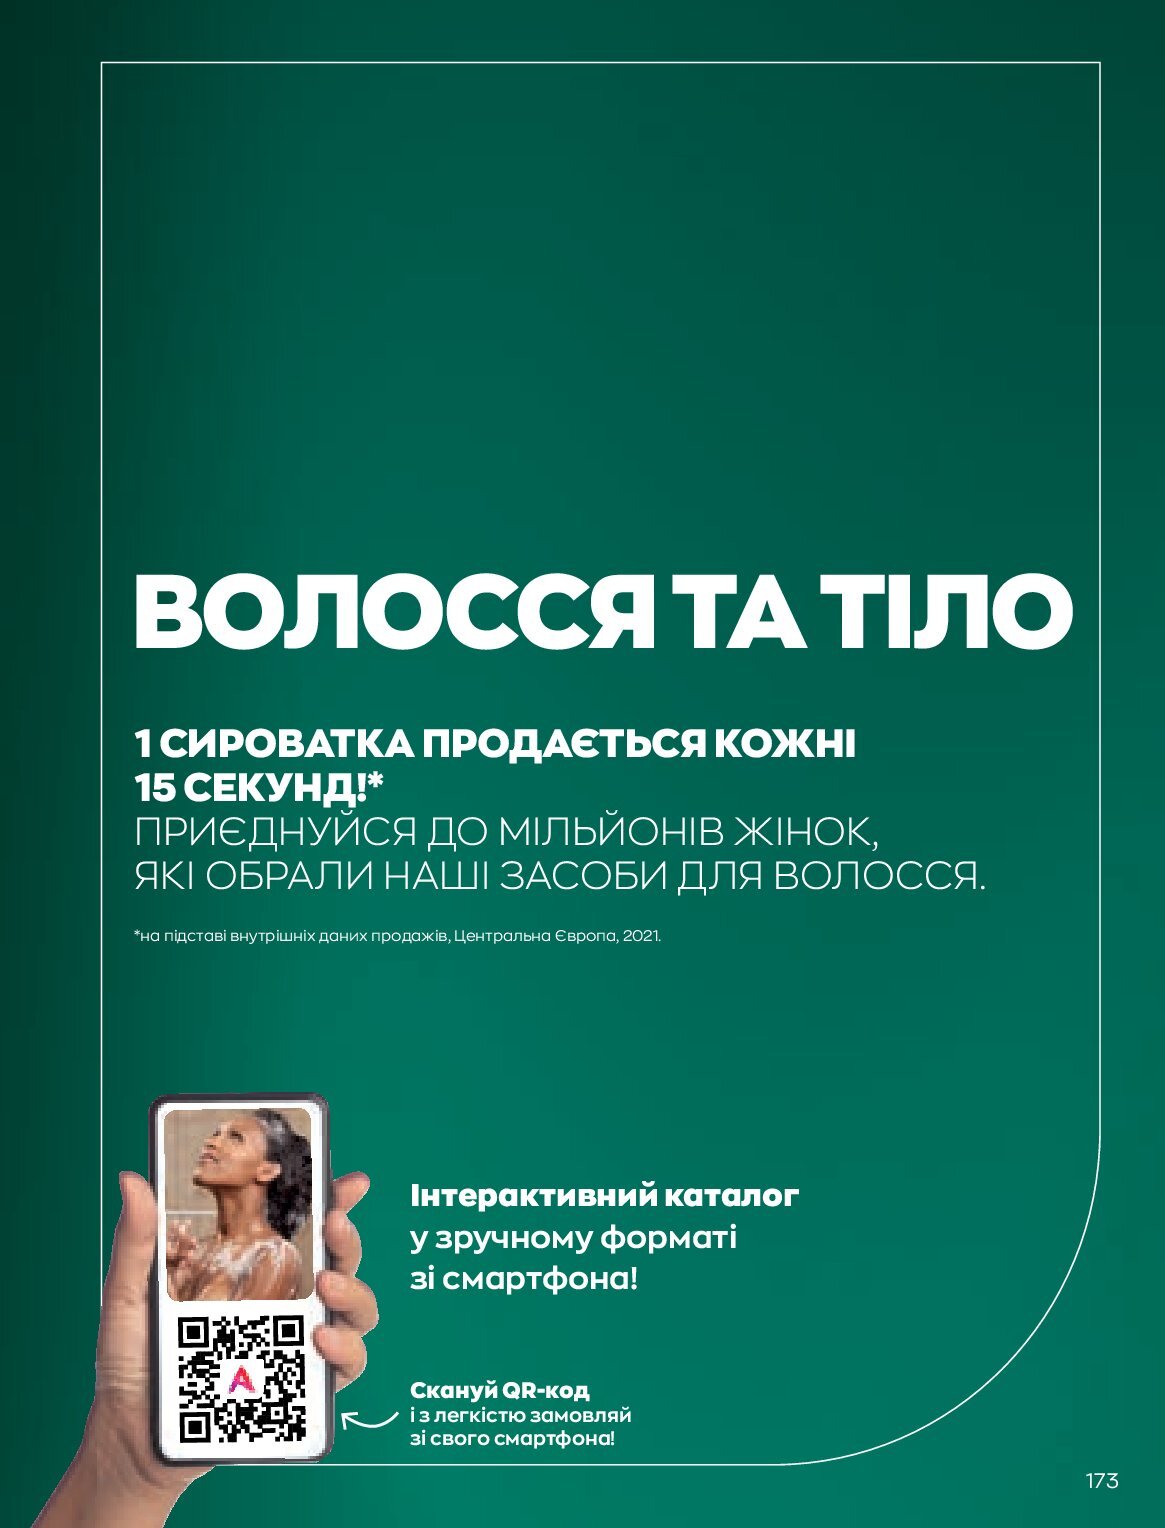 ВОЛОССЯ ТА ТІЛО
1 СИРОВАТКА ПРОДАЄТЬСЯ КОЖНІ
15 СЕКУНД!*
ПРИЄДНУЙСЯ ДО МІЛЬЙОНІВ ЖІНОК,
ЯКІ ОБРАЛИ НАШІ ЗАСОБИ ДЛЯ ВОЛОССЯ.
*на підставі внутрішніх даних продажів, Центральна Європа, 2021.
Інтерактивний каталог
у зручному форматі
зі смартфона!
Скануй QR-код
і з легкістю замовляй
зі свого смартфона!
173